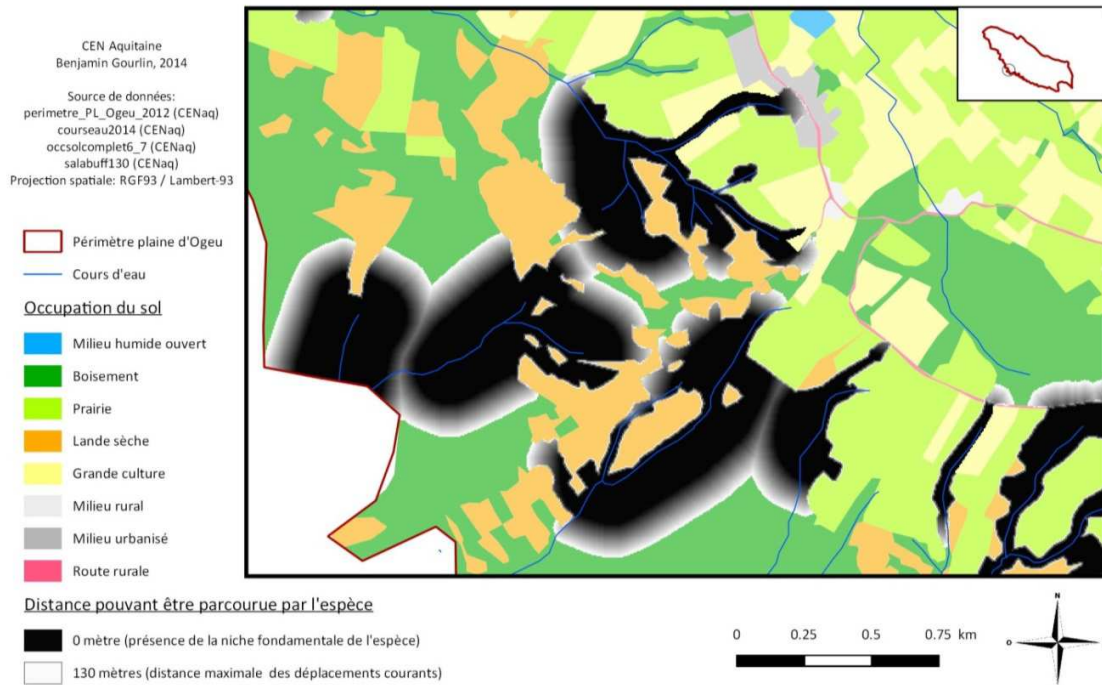 CEN Aquitaine
Benjamin Gourlin, 2014
Source de données:
perimetre_PL_Ogeu_2012 (CENaq)
courseau2014 (CENaq)
occsolcomplet6_7 (CENaq)
salabuff130 (CENaq)
Projection spatiale: RGF93 / Lambert-93
Périmètre plaine d'Ogeu
Cours d'eau
Occupation du sol
Milieu humide ouvert
Boisement
Prairie
Lande sèche
Grande culture
Milieu rural
Milieu urbanisé
Route rurale
Distance pouvant être parcourue par l'espèce
0 mètre (présence de la niche fondamentale de l'espèce)
130 mètres (distance maximale des déplacements courants)
0 0.25 0.5 0.75 km
N
O E
S